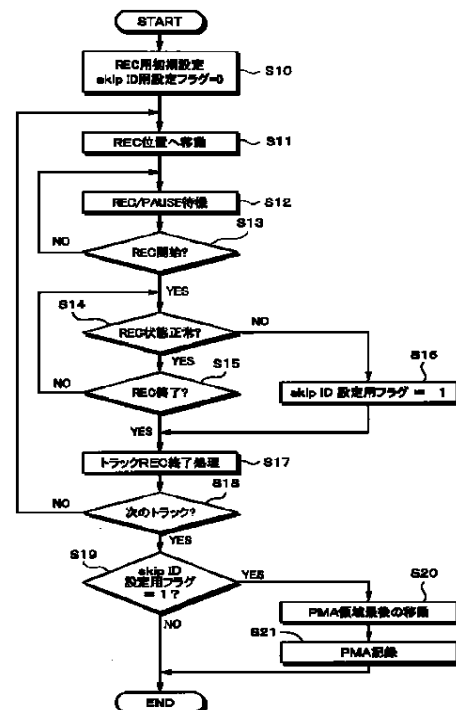 START
REC用初期設定
skip ID用設定フラグ=0
S10
REC位置へ移動
S11
REC/PAUSE待機
S12
S13
REC開始?
NO
YES
S14
REC状態正常?
NO
YES
S15
S16
REC終了?
NO
skip ID 設定用フラグ = 1
YES
トラックREC終了処理
S17
S18
次のトラック?
NO
YES
S19
skip ID
設定用フラグ
= 1?
YES
S20
PMA領域最後の移動
NO
S21
PMA記録
END